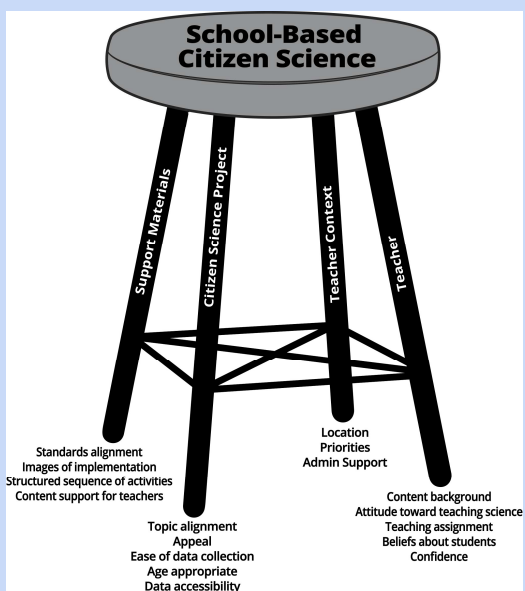 School-Based
Citizen Science
Support Materials
Citizen Science Project
Teacher Context
Teacher
Standards alignment
Images of implementation
Structured sequence of activities
Content support for teachers
Topic alignment
Appeal
Ease of data collection
Age appropriate
Data accessibility
Location
Priorities
Admin Support
Content background
Attitude toward teaching science
Teaching assignment
Beliefs about students
Confidence